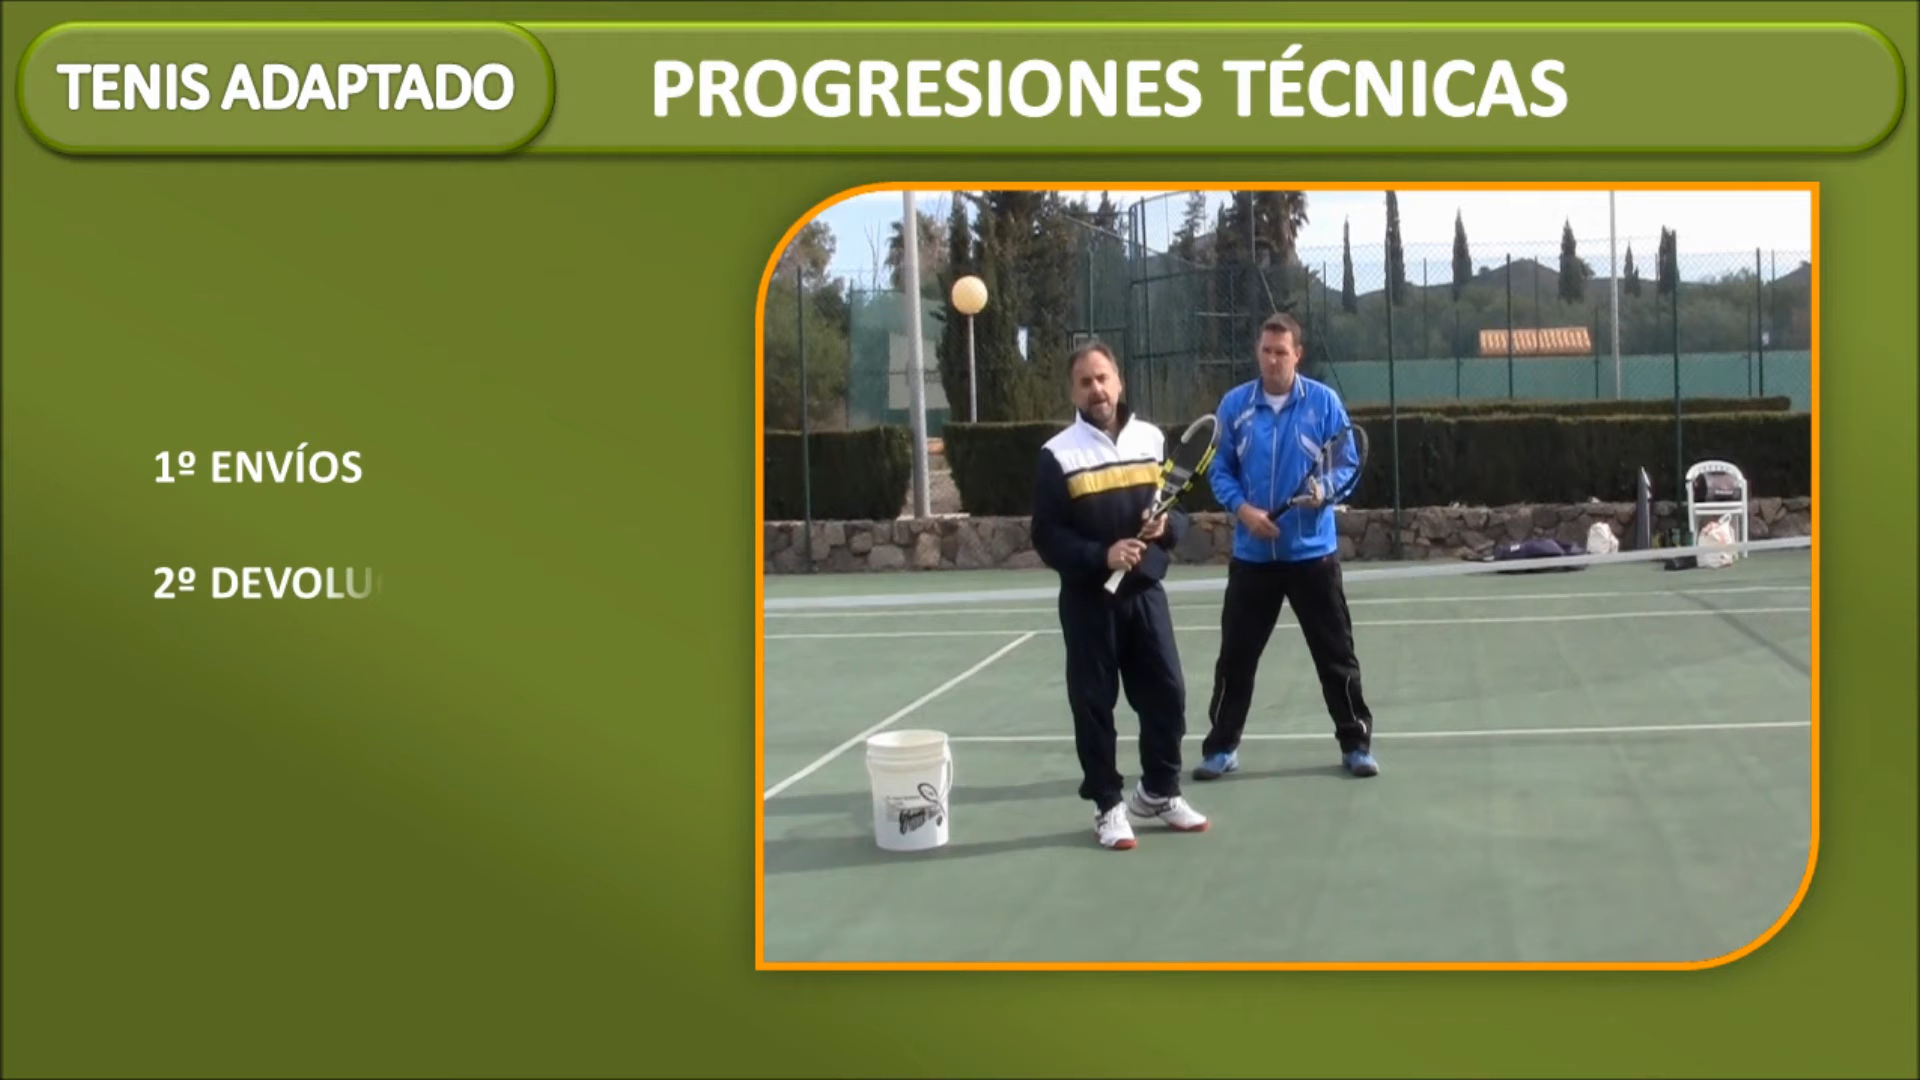 TENIS ADAPTADO
PROGRESIONES TÉCNICAS
1º ENVÍOS
2º DEVOLU